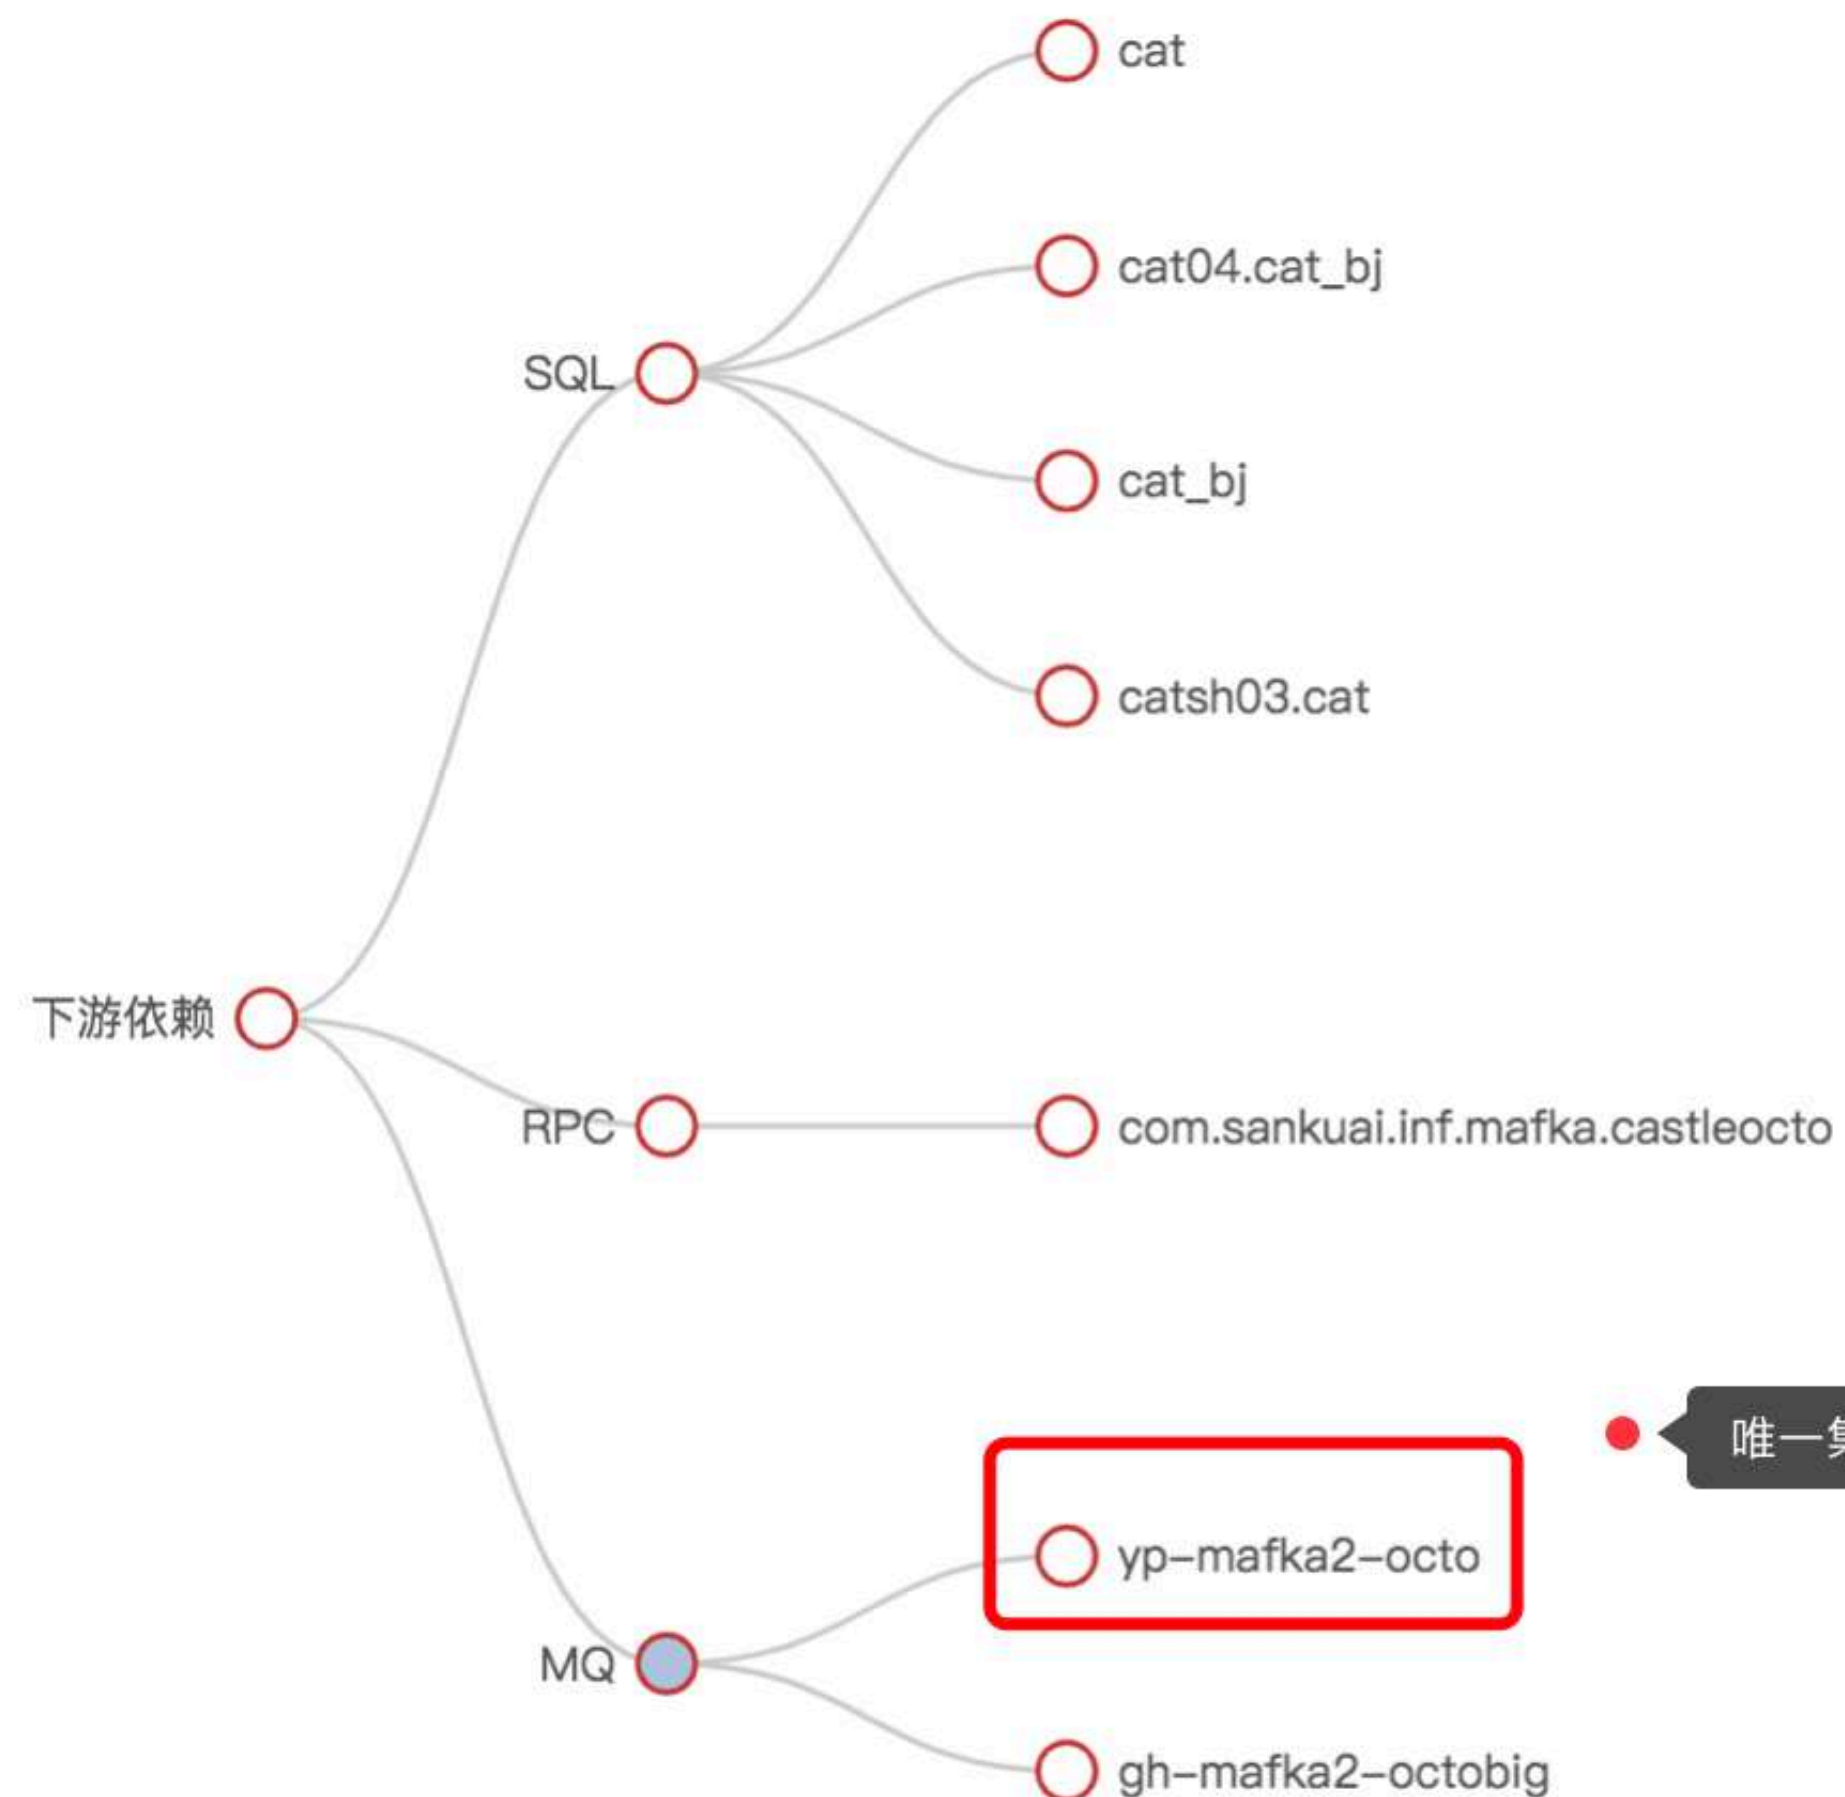 cat
cat04.cat_bj
SQL
cat_bj
catsh03.cat
下游依赖
RPC
com.sankuai.inf.mafka.castleocto
唯一集
yp-mafka2-octo
MQ
gh-mafka2-octobig